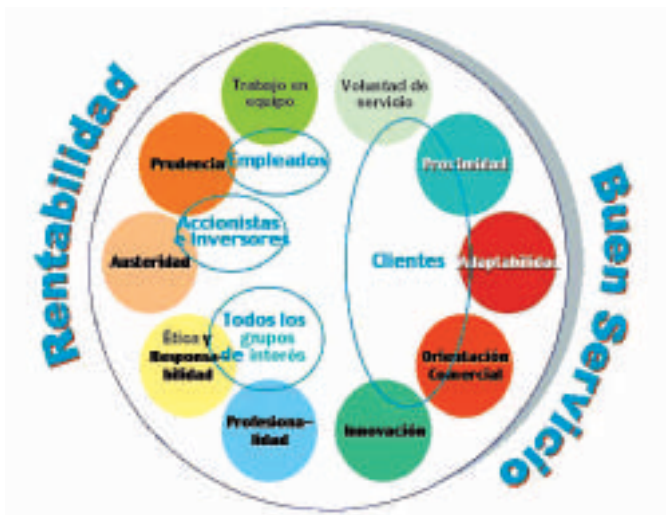 Rentabilidad
Trabajo en
equipo
Voluntad de
servicio
Prudencia
Empleados
Proximidad
Accionistas
e Inversores
Austeridad
Clientes
Adaptabilidad
Todos los
grupos
de interés
Ética y
Responsa-
bilidad
Orientación
Comercial
Profesiona-
lidad
Innovación
Buen Servicio